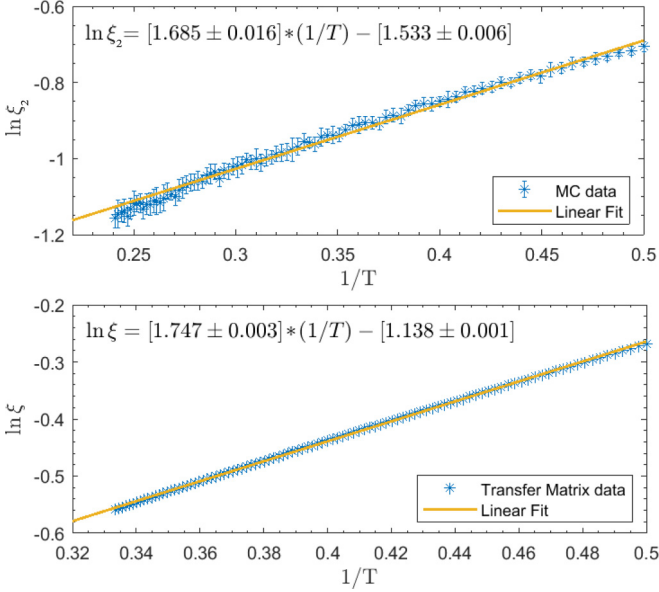 ln ξ₂= [1.685 ± 0.016]*(1/T) − [1.533 ± 0.006]
-0.6
-0.8
-1
-1.2
ln ξ₂
MC data
Linear Fit
0.25 0.3 0.35 0.4 0.45 0.5
1/T
ln ξ = [1.747 ± 0.003]*(1/T) − [1.138 ± 0.001]
-0.2
-0.3
-0.4
-0.5
-0.6
ln ξ
Transfer Matrix data
Linear Fit
0.32 0.34 0.36 0.38 0.4 0.42 0.44 0.46 0.48 0.5
1/T